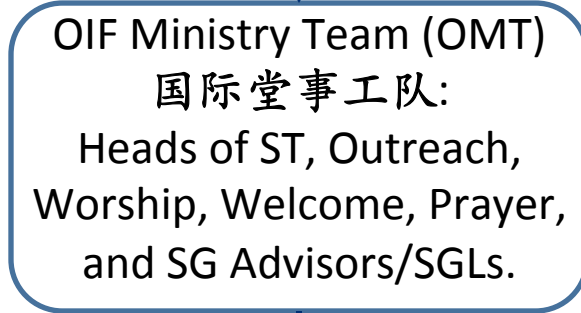 OIF Ministry Team (OMT)
国际堂事工队:
Heads of ST, Outreach,
Worship, Welcome, Prayer,
and SG Advisors/SGLs.